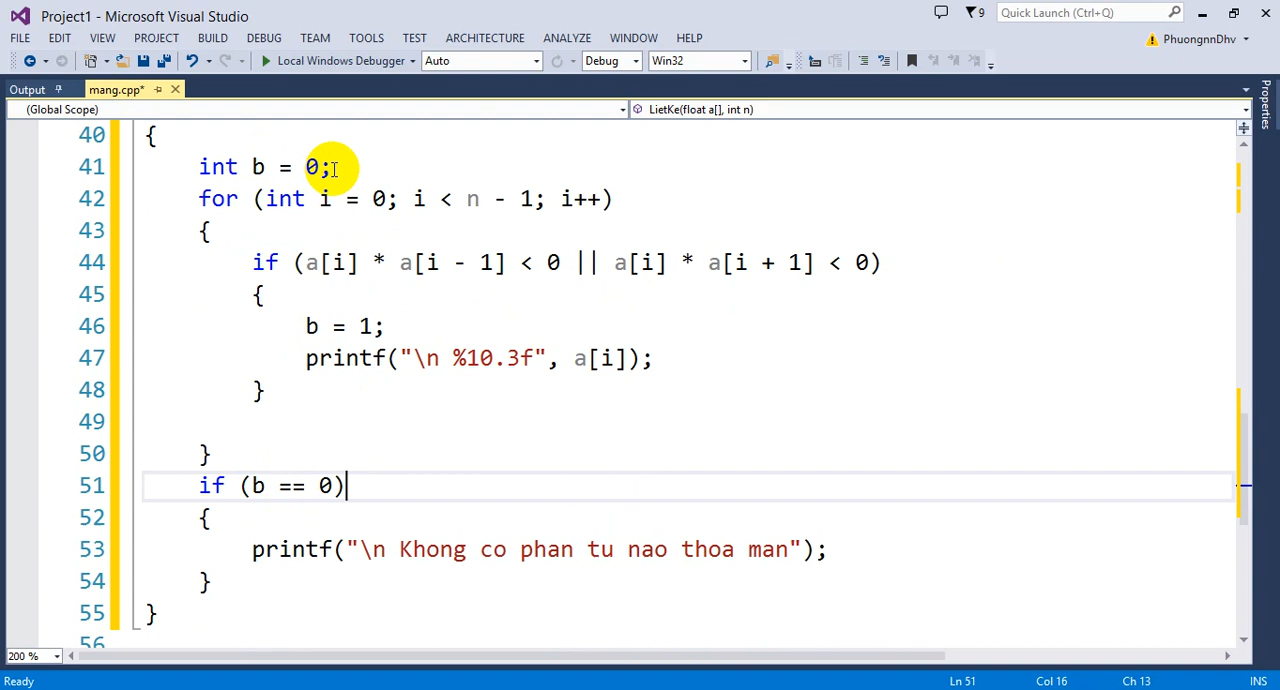 Project1 - Microsoft Visual Studio
9
Quick Launch (Ctrl+Q)
FILE EDIT VIEW PROJECT BUILD DEBUG TEAM TOOLS TEST ARCHITECTURE ANALYZE WINDOW HELP
PhuongnnDhv
Local Windows Debugger Auto Debug Win32
Output mang.cpp*
(Global Scope) LietKe(float a[], int n)
Properties
40 {
41 int b = 0;
42 for (int i = 0; i < n - 1; i++)
43 {
44 if (a[i] * a[i - 1] < 0 || a[i] * a[i + 1] < 0)
45 {
46 b = 1;
47 printf("\n %10.3f", a[i]);
48 }
49
50 }
51 if (b == 0)
52 {
53 printf("\n Khong co phan tu nao thoa man");
54 }
55 }
56
200 %
Ready Ln 51 Col 16 Ch 13 INS